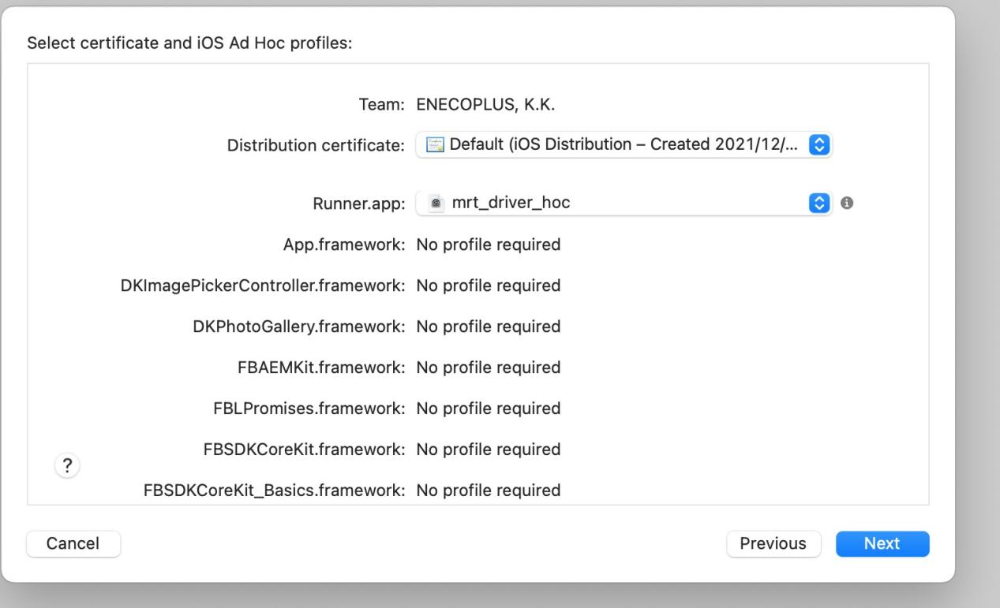 Select certificate and iOS Ad Hoc profiles:
Team: ENECOPLUS, K.K.
Distribution certificate: Default (iOS Distribution – Created 2021/12/...
Runner.app: mrt_driver_hoc
App.framework: No profile required
DKImagePickerController.framework: No profile required
DKPhotoGallery.framework: No profile required
FBAEMKit.framework: No profile required
FBLPromises.framework: No profile required
FBSDKCoreKit.framework: No profile required
?
FBSDKCoreKit_Basics.framework: No profile required
Cancel Previous Next